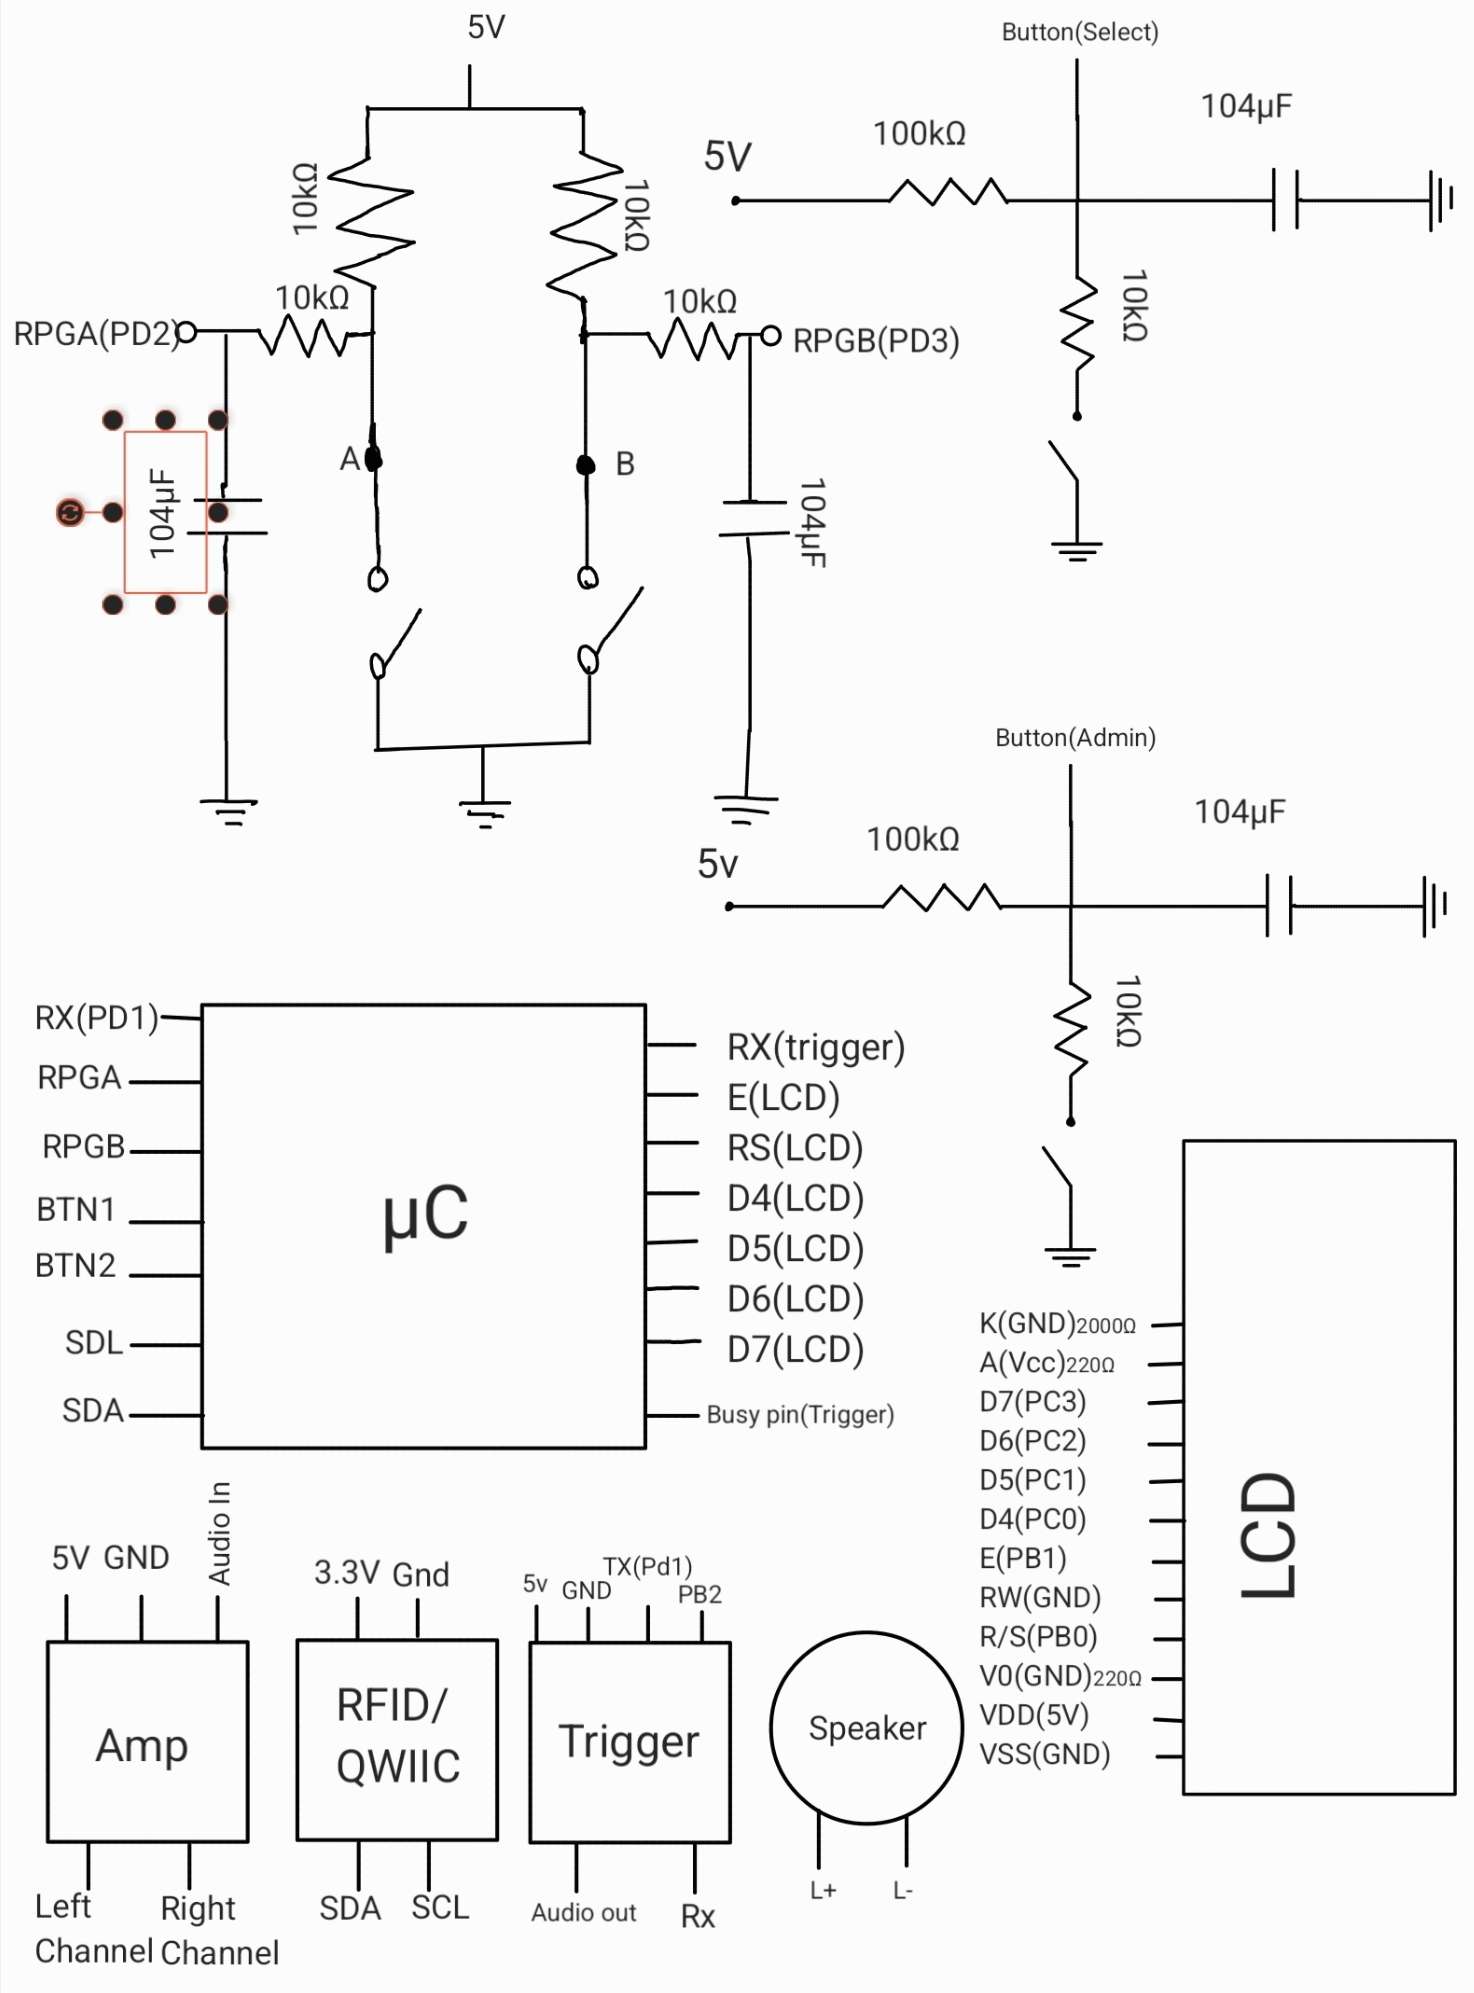 5V
Button(Select)
104µF
100kΩ
5V
10kΩ
10kΩ
10kΩ
10kΩ
10kΩ
RPGA(PD2)
RPGB(PD3)
A
B
104µF
104µF
Button(Admin)
104µF
100kΩ
5v
10kΩ
RX(PD1)
RPGA
RPGB
BTN1
BTN2
SDL
SDA
µC
RX(trigger)
E(LCD)
RS(LCD)
D4(LCD)
D5(LCD)
D6(LCD)
D7(LCD)
Busy pin(Trigger)
K(GND)2000Ω
A(Vcc)220Ω
D7(PC3)
D6(PC2)
D5(PC1)
D4(PC0)
E(PB1)
RW(GND)
R/S(PB0)
V0(GND)220Ω
VDD(5V)
VSS(GND)
LCD
5V GND
Audio In
Amp
Left
Channel
Right
Channel
3.3V Gnd
RFID/
QWIIC
SDA
SCL
5v
GND
TX(Pd1)
PB2
Trigger
Audio out
Rx
Speaker
L+
L-